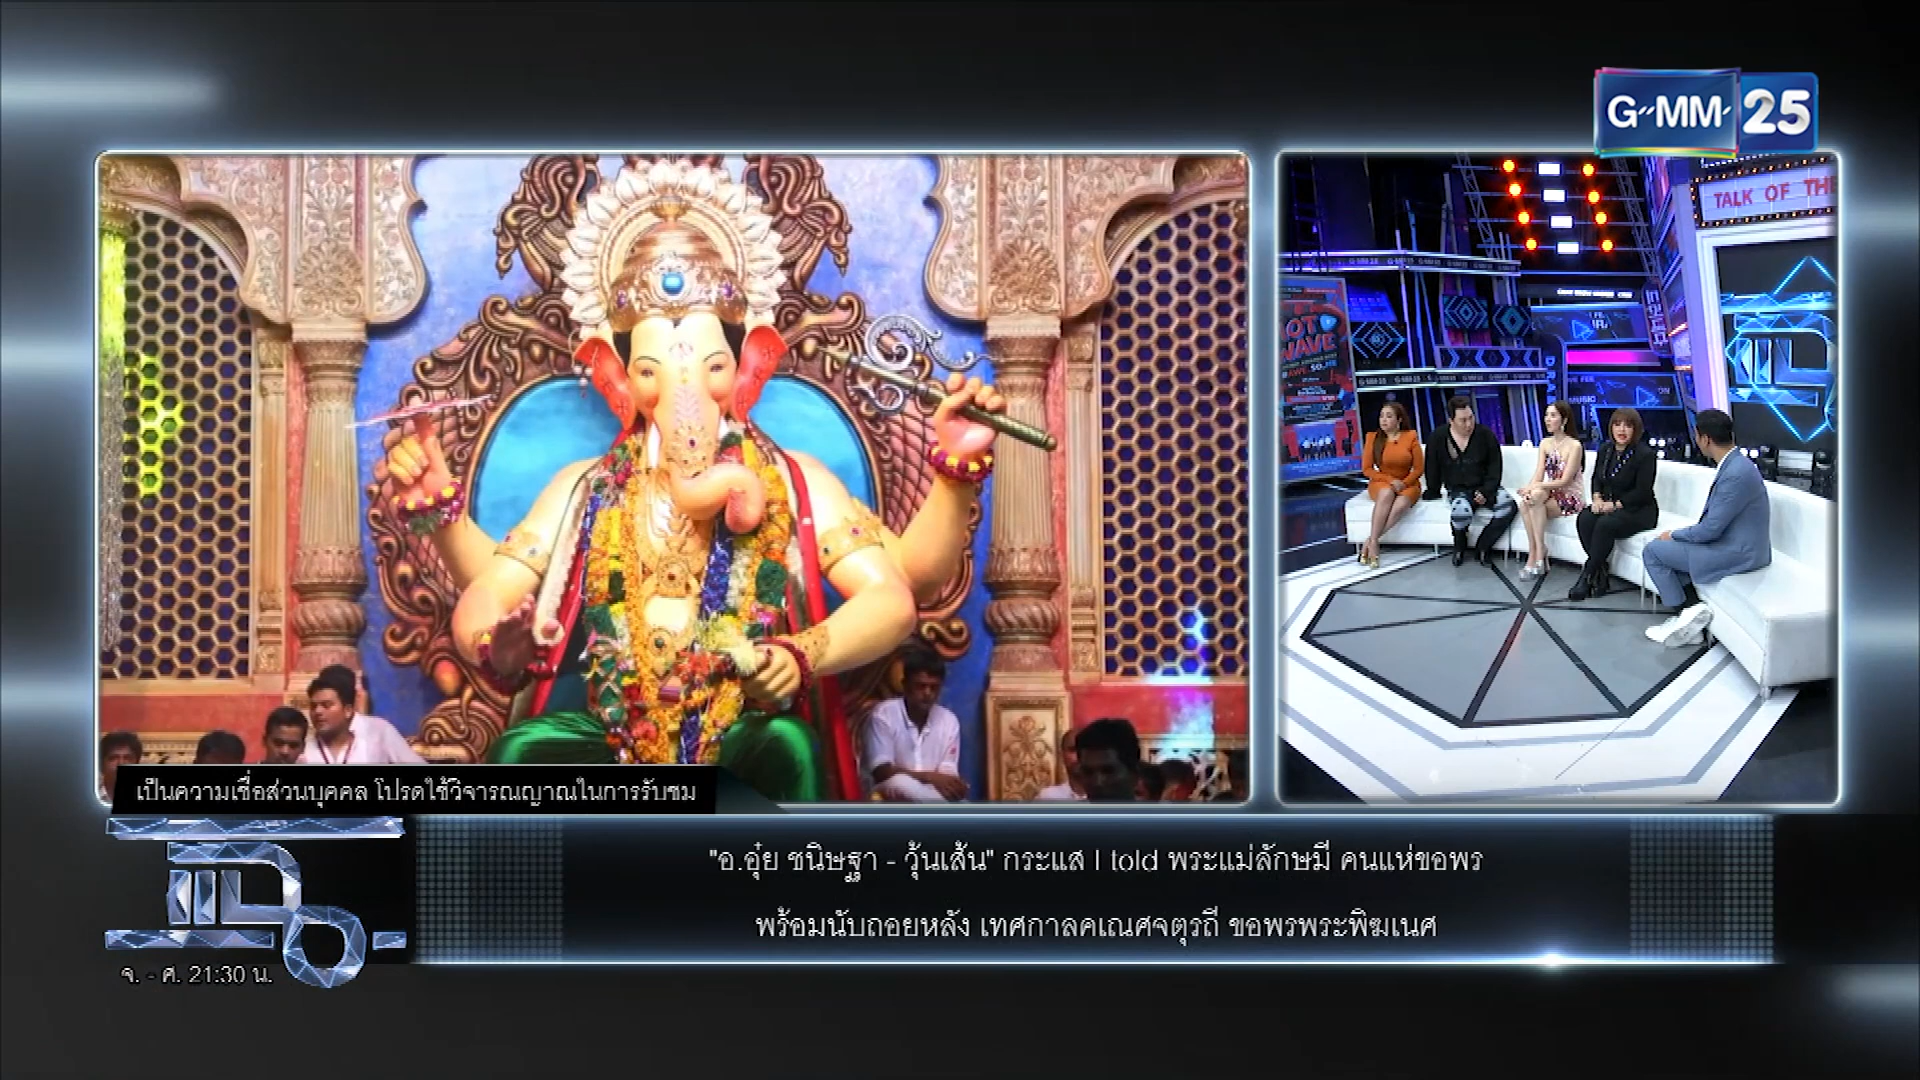 G-MM- 25
TALK OF THE
เป็นความเชื่อส่วนบุคคล โปรดใช้วิจารณญาณในการรับชม
"อ.อุ๋ย ชนิษฐา - วุ้นเส้น" กระแส I told พระแม่ลักษมี คนแห่ขอพร
พร้อมนับถอยหลัง เทศกาลคเณศจตุรถี ขอพรพระพิฆเนศ
แฉ
จ. - ศ. 21:30 น.